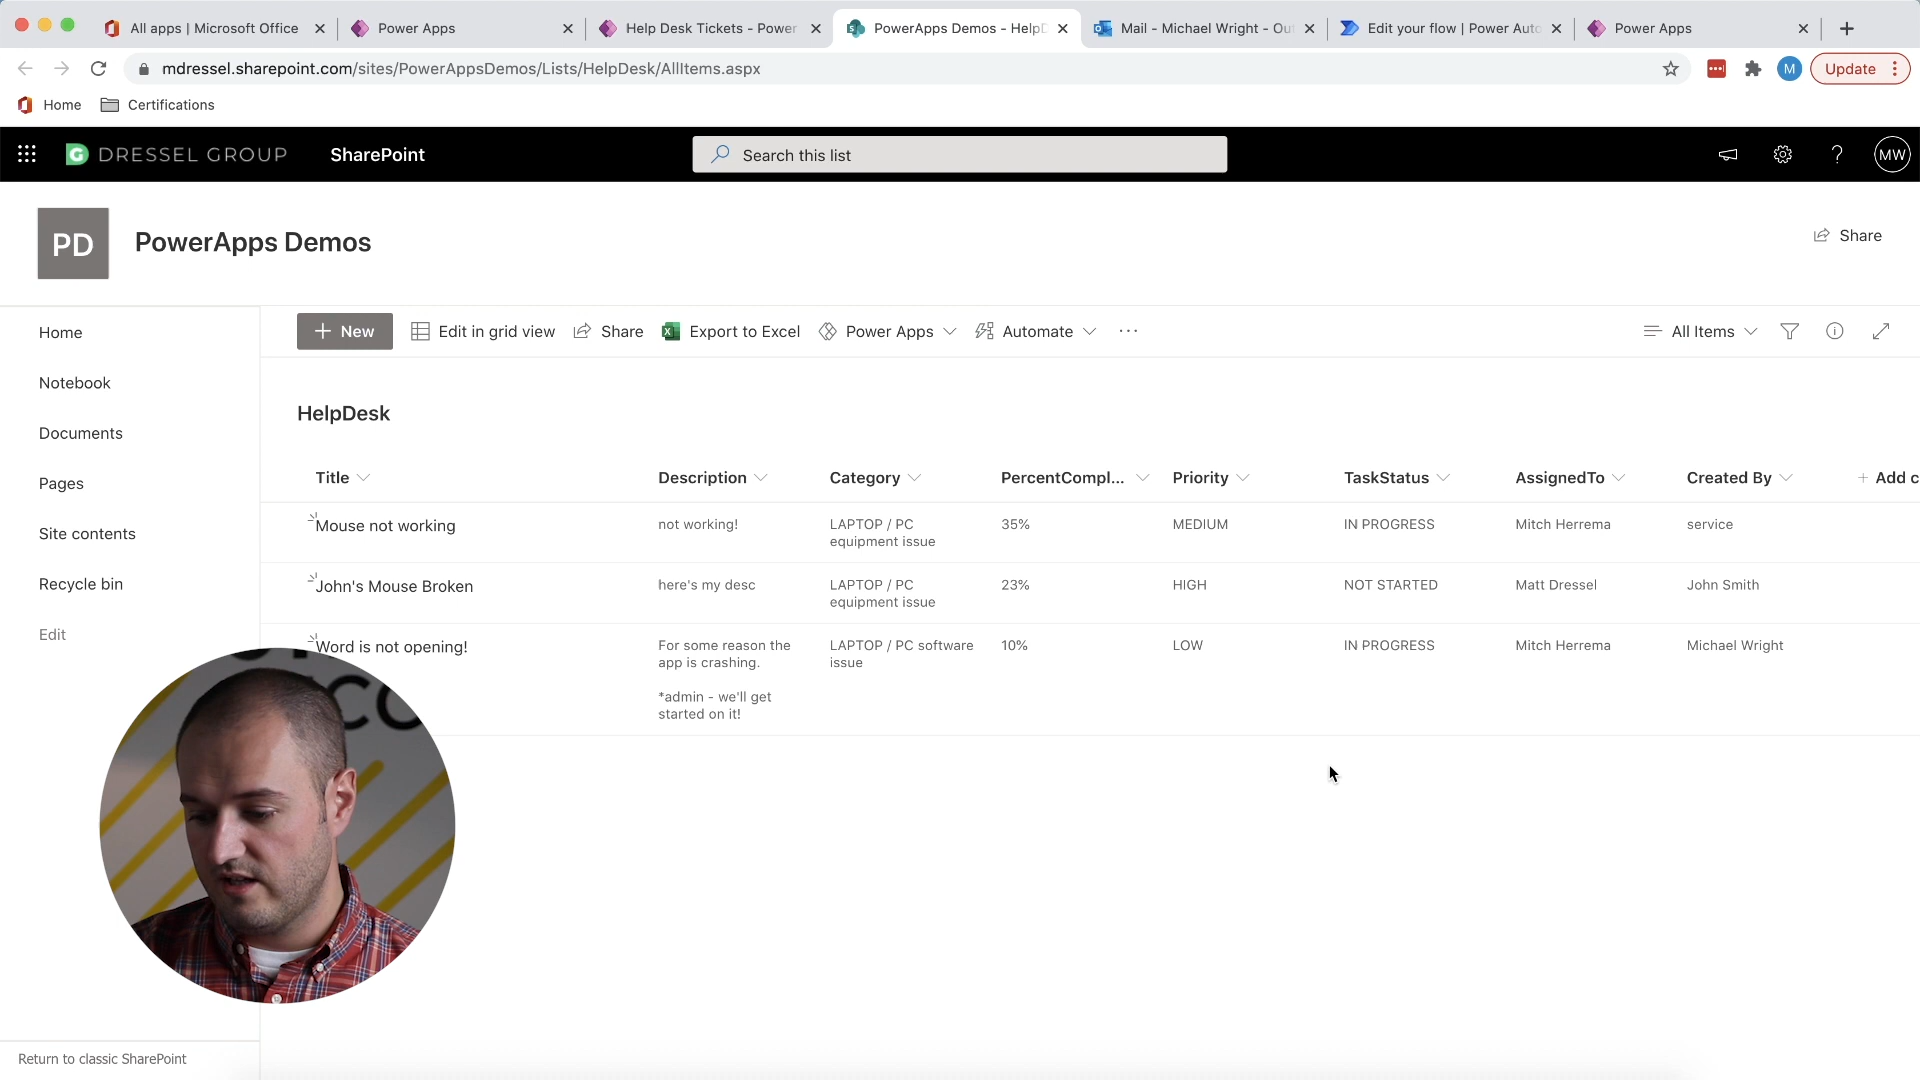 All apps | Microsoft Office
Power Apps
Help Desk Tickets - Power
PowerApps Demos - HelpD
Mail - Michael Wright - Out
Edit your flow | Power Auto
Power Apps
mdressel.sharepoint.com/sites/PowerAppsDemos/Lists/HelpDesk/AllItems.aspx
M
Update
Home
Certifications
DRESSEL GROUP
SharePoint
Search this list
?
MW
PD
PowerApps Demos
Share
Home
Notebook
Documents
Pages
Site contents
Recycle bin
Edit
Return to classic SharePoint
+ New
Edit in grid view
Share
Export to Excel
Power Apps
Automate
...
All Items
HelpDesk
Title
Description
Category
PercentCompl...
Priority
TaskStatus
AssignedTo
Created By
+ Add c
Mouse not working
not working!
LAPTOP / PC
equipment issue
35%
MEDIUM
IN PROGRESS
Mitch Herrema
service
John's Mouse Broken
here's my desc
LAPTOP / PC
equipment issue
23%
HIGH
NOT STARTED
Matt Dressel
John Smith
Word is not opening!
For some reason the
app is crashing.
*admin - we'll get
started on it!
LAPTOP / PC software
issue
10%
LOW
IN PROGRESS
Mitch Herrema
Michael Wright